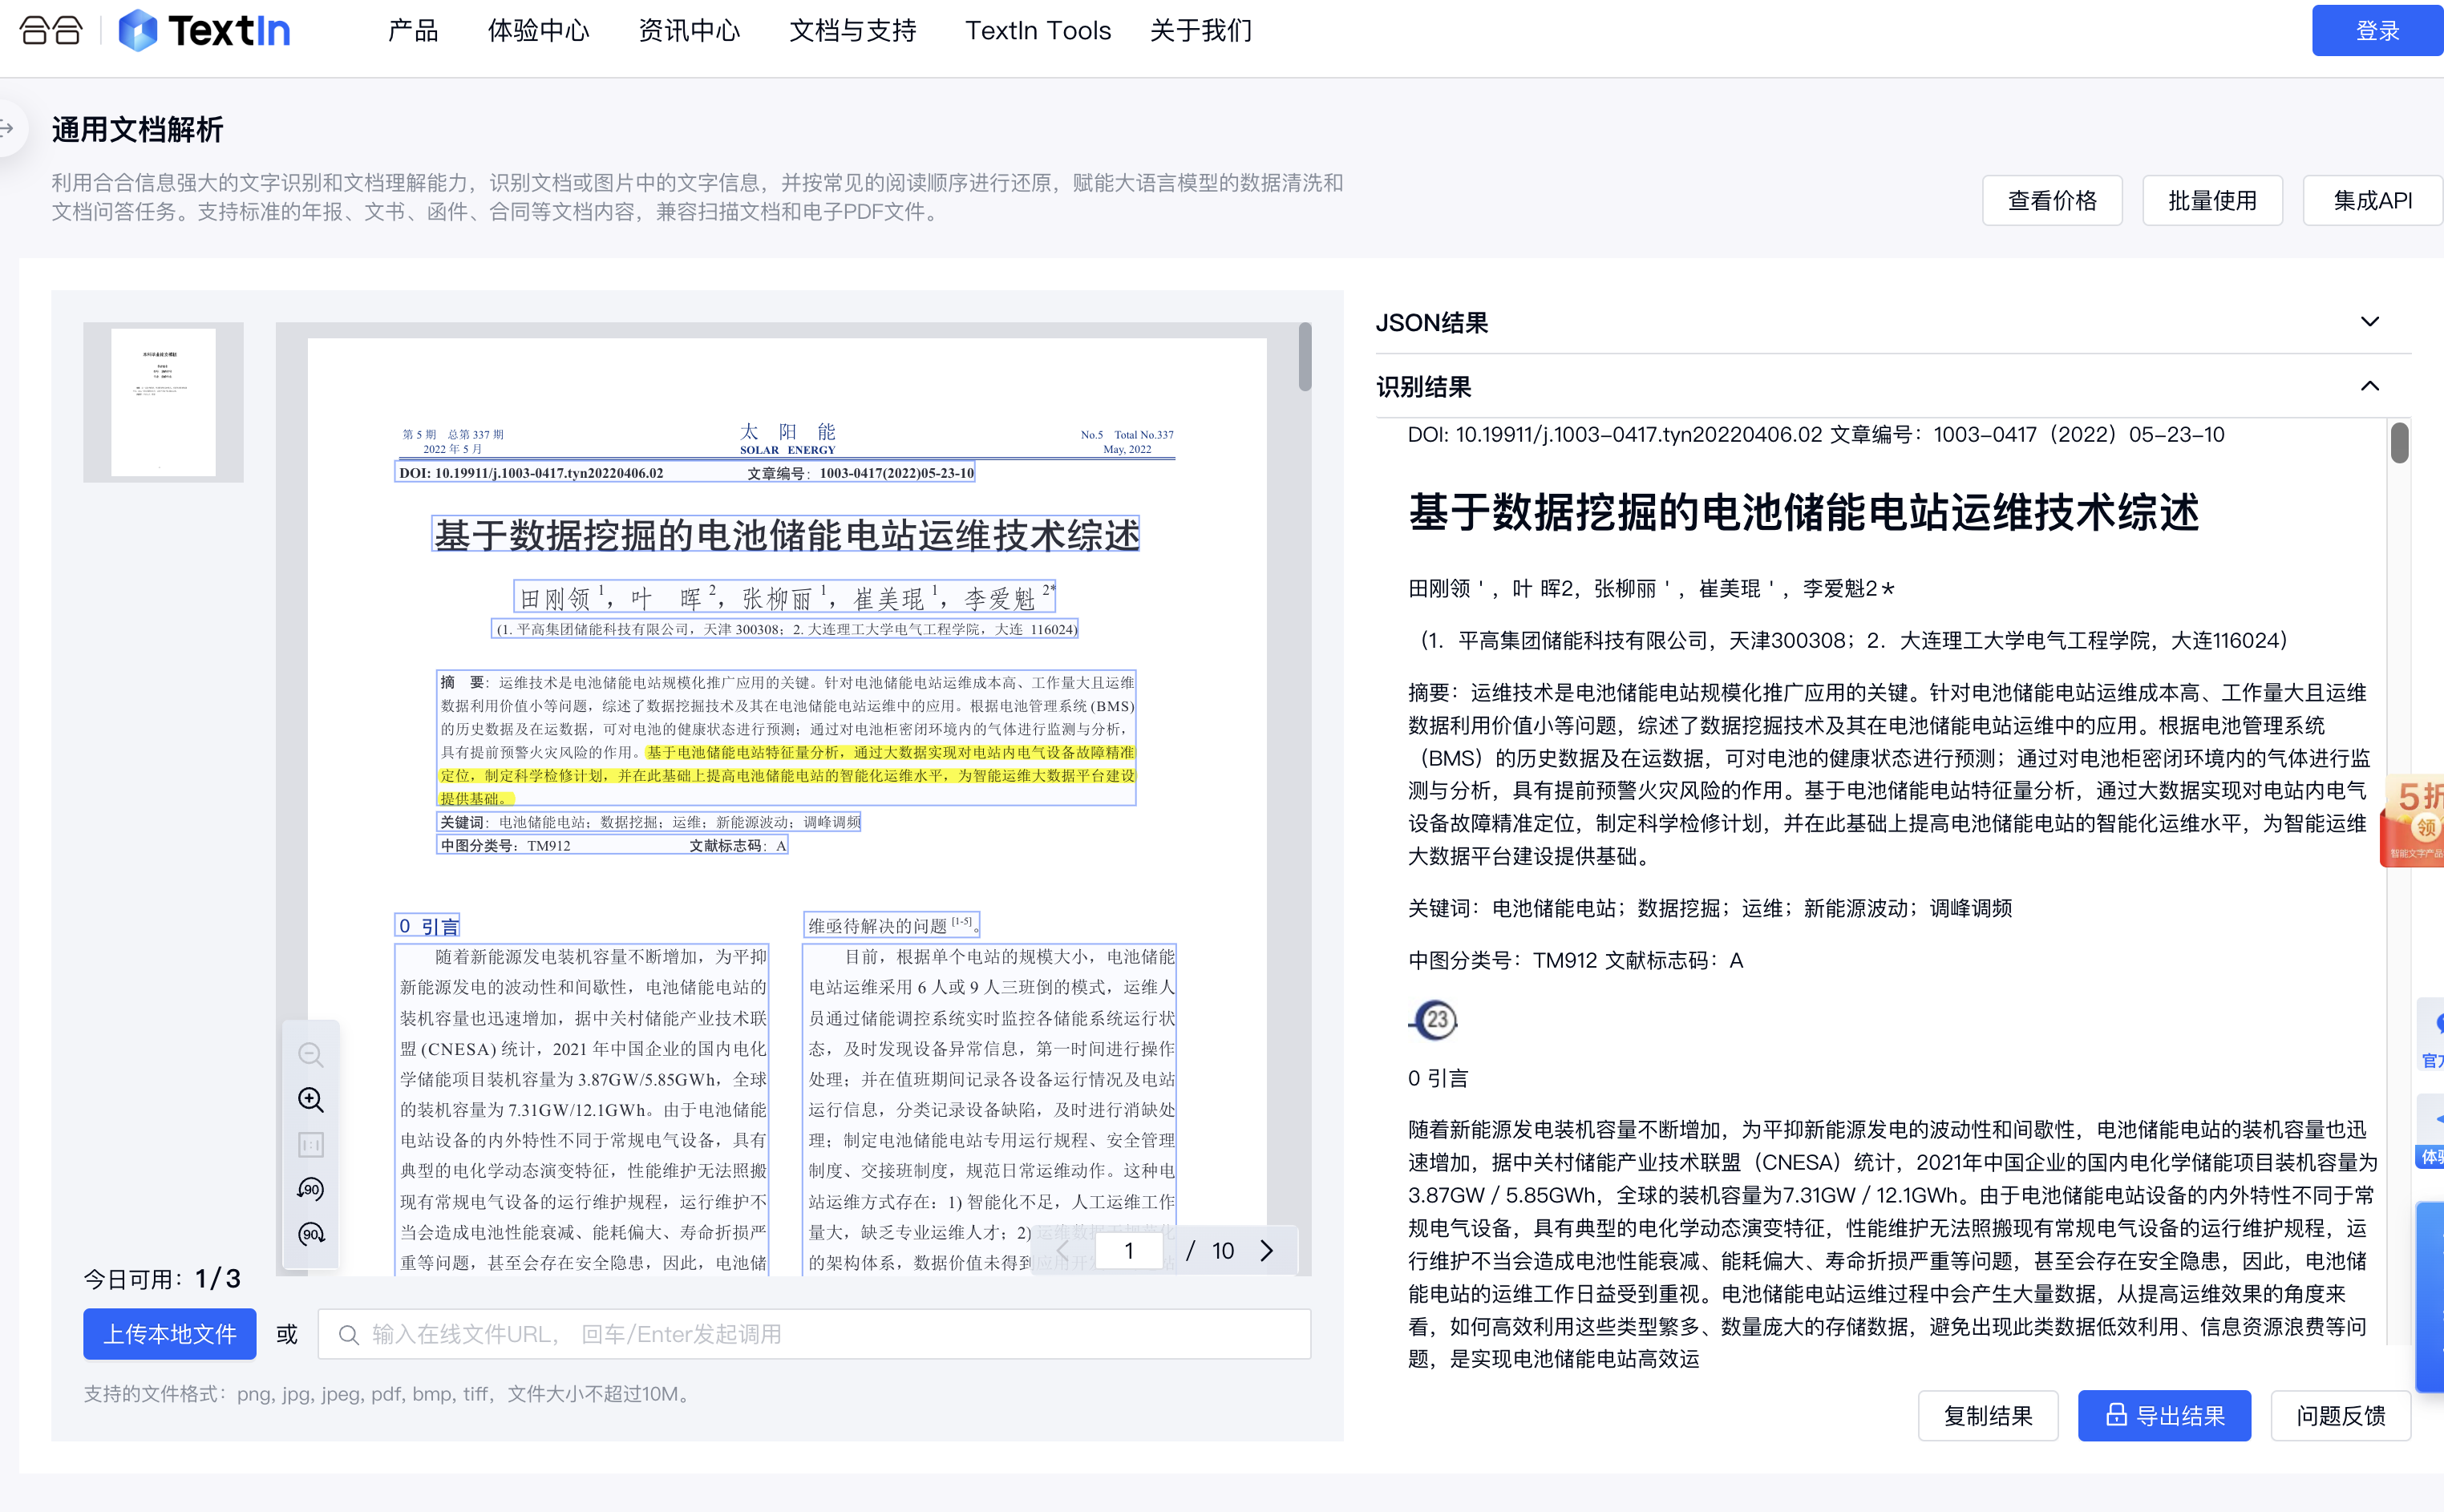 合合 TextIn 产品 体验中心 资讯中心 文档与支持 TextIn Tools 关于我们 登录
通用文档解析
利用合合信息强大的文字识别和文档理解能力，识别文档或图片中的文字信息，并按常见的阅读顺序进行还原，赋能大语言模型的数据清洗和
文档问答任务。支持标准的年报、文书、函件、合同等文档内容，兼容扫描文档和电子PDF文件。
查看价格 批量使用 集成API
第 5 期 总第 337 期
2022 年 5 月
太 阳 能
SOLAR ENERGY
No.5 Total No.337
May, 2022
DOI: 10.19911/j.1003-0417.tyn20220406.02 文章编号：1003-0417(2022)05-23-10
基于数据挖掘的电池储能电站运维技术综述
田刚领 1，叶 晖 2，张柳丽 1，崔美琨 1，李爱魁 2*
(1. 平高集团储能科技有限公司，天津 300308；2. 大连理工大学电气工程学院，大连 116024)
摘 要：运维技术是电池储能电站规模化推广应用的关键。针对电池储能电站运维成本高、工作量大且运维
数据利用价值小等问题，综述了数据挖掘技术及其在电池储能电站运维中的应用。根据电池管理系统 (BMS)
的历史数据及在运数据，可对电池的健康状态进行预测；通过对电池柜密闭环境内的气体进行监测与分析，
具有提前预警火灾风险的作用。基于电池储能电站特征量分析，通过大数据实现对电站内电气设备故障精准
定位，制定科学检修计划，并在此基础上提高电池储能电站的智能化运维水平，为智能运维大数据平台建设
提供基础。
关键词：电池储能电站；数据挖掘；运维；新能源波动；调峰调频
中图分类号：TM912 文献标志码：A
0 引言
随着新能源发电装机容量不断增加，为平抑
新能源发电的波动性和间歇性，电池储能电站的
装机容量也迅速增加，据中关村储能产业技术联
盟 (CNESA) 统计，2021 年中国企业的国内电化
学储能项目装机容量为 3.87GW/5.85GWh，全球
的装机容量为 7.31GW/12.1GWh。由于电池储能
电站设备的内外特性不同于常规电气设备，具有
典型的电化学动态演变特征，性能维护无法照搬
现有常规电气设备的运行维护规程，运行维护不
当会造成电池性能衰减、能耗偏大、寿命折损严
重等问题，甚至会存在安全隐患，因此，电池储
维亟待解决的问题 [1-5]。
目前，根据单个电站的规模大小，电池储能
电站运维采用 6 人或 9 人三班倒的模式，运维人
员通过储能调控系统实时监控各储能系统运行状
态，及时发现设备异常信息，第一时间进行操作
处理；并在值班期间记录各设备运行情况及电站
运行信息，分类记录设备缺陷，及时进行消缺处
理；制定电池储能电站专用运行规程、安全管理
制度、交接班制度，规范日常运维动作。这种电
站运维方式存在：1) 智能化不足，人工运维工作
量大，缺乏专业运维人才；2)
的架构体系，数据价值未得到
1:1
90
90
1 / 10
今日可用：1/3
上传本地文件 或 输入在线文件URL， 回车/Enter发起调用
支持的文件格式：png, jpg, jpeg, pdf, bmp, tiff，文件大小不超过10M。
JSON结果
识别结果
DOI: 10.19911/j.1003-0417.tyn20220406.02 文章编号：1003-0417（2022）05-23-10
基于数据挖掘的电池储能电站运维技术综述
田刚领＇，叶 晖2，张柳丽＇，崔美琨＇，李爱魁2＊
（1．平高集团储能科技有限公司，天津300308；2．大连理工大学电气工程学院，大连116024）
摘要：运维技术是电池储能电站规模化推广应用的关键。针对电池储能电站运维成本高、工作量大且运维
数据利用价值小等问题，综述了数据挖掘技术及其在电池储能电站运维中的应用。根据电池管理系统
（BMS）的历史数据及在运数据，可对电池的健康状态进行预测；通过对电池柜密闭环境内的气体进行监
测与分析，具有提前预警火灾风险的作用。基于电池储能电站特征量分析，通过大数据实现对电站内电气
设备故障精准定位，制定科学检修计划，并在此基础上提高电池储能电站的智能化运维水平，为智能运维
大数据平台建设提供基础。
关键词：电池储能电站；数据挖掘；运维；新能源波动；调峰调频
中图分类号：TM912 文献标志码：A
23
0 引言
随着新能源发电装机容量不断增加，为平抑新能源发电的波动性和间歇性，电池储能电站的装机容量也迅
速增加，据中关村储能产业技术联盟（CNESA）统计，2021年中国企业的国内电化学储能项目装机容量为
3.87GW／5.85GWh，全球的装机容量为7.31GW／12.1GWh。由于电池储能电站设备的内外特性不同于常
规电气设备，具有典型的电化学动态演变特征，性能维护无法照搬现有常规电气设备的运行维护规程，运
行维护不当会造成电池性能衰减、能耗偏大、寿命折损严重等问题，甚至会存在安全隐患，因此，电池储
能电站的运维工作日益受到重视。电池储能电站运维过程中会产生大量数据，从提高运维效果的角度来
看，如何高效利用这些类型繁多、数量庞大的存储数据，避免出现此类数据低效利用、信息资源浪费等问
题，是实现电池储能电站高效运
复制结果 导出结果 问题反馈
5折
领
智能文字产品
官方
体验